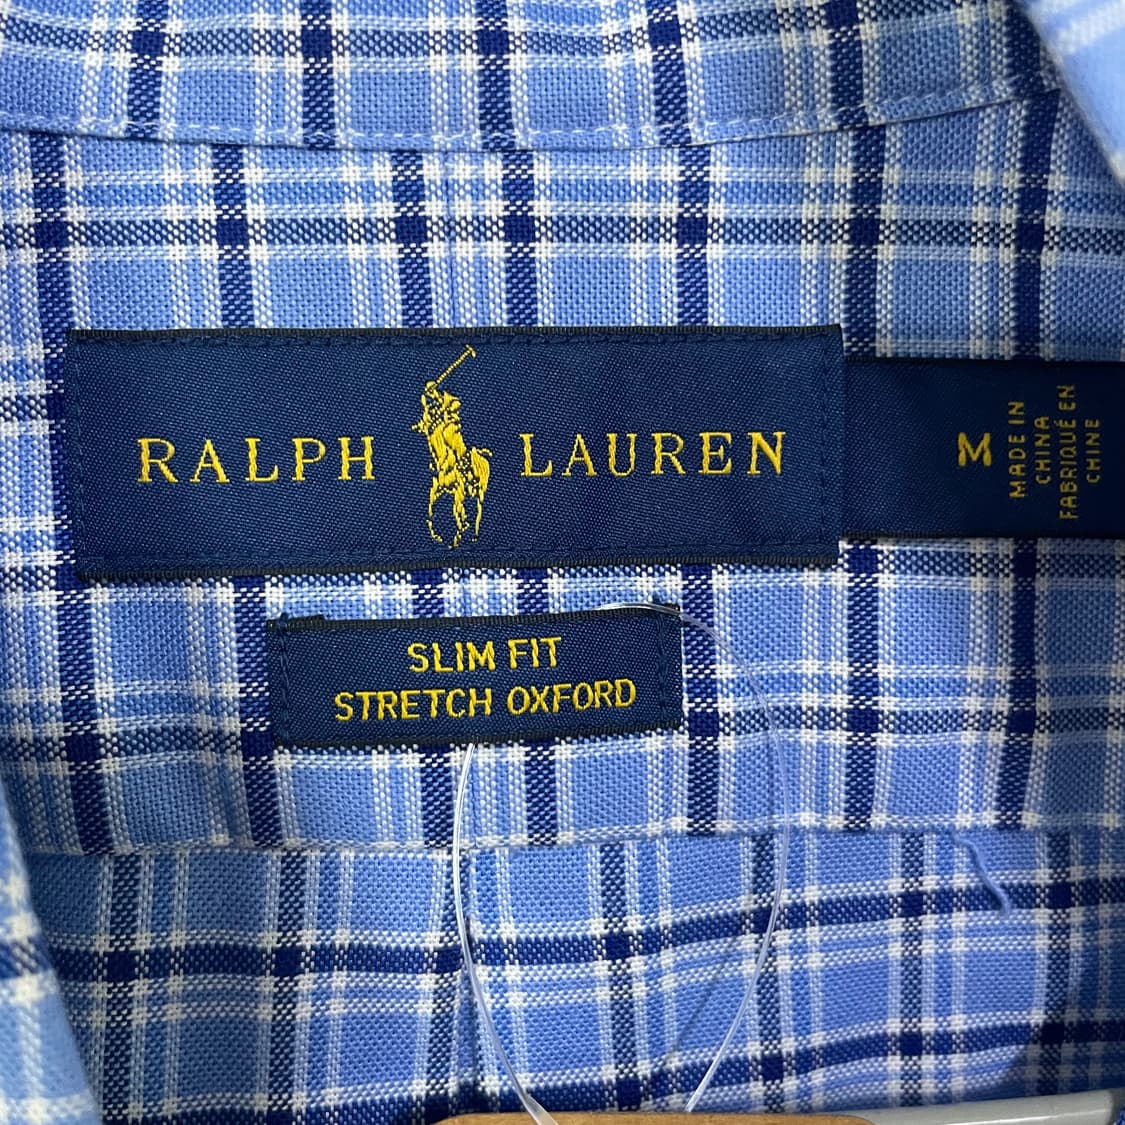 RALPH LAUREN
M
MADE IN
CHINA
FABRIQUÉ EN
CHINE
SLIM FIT
STRETCH OXFORD